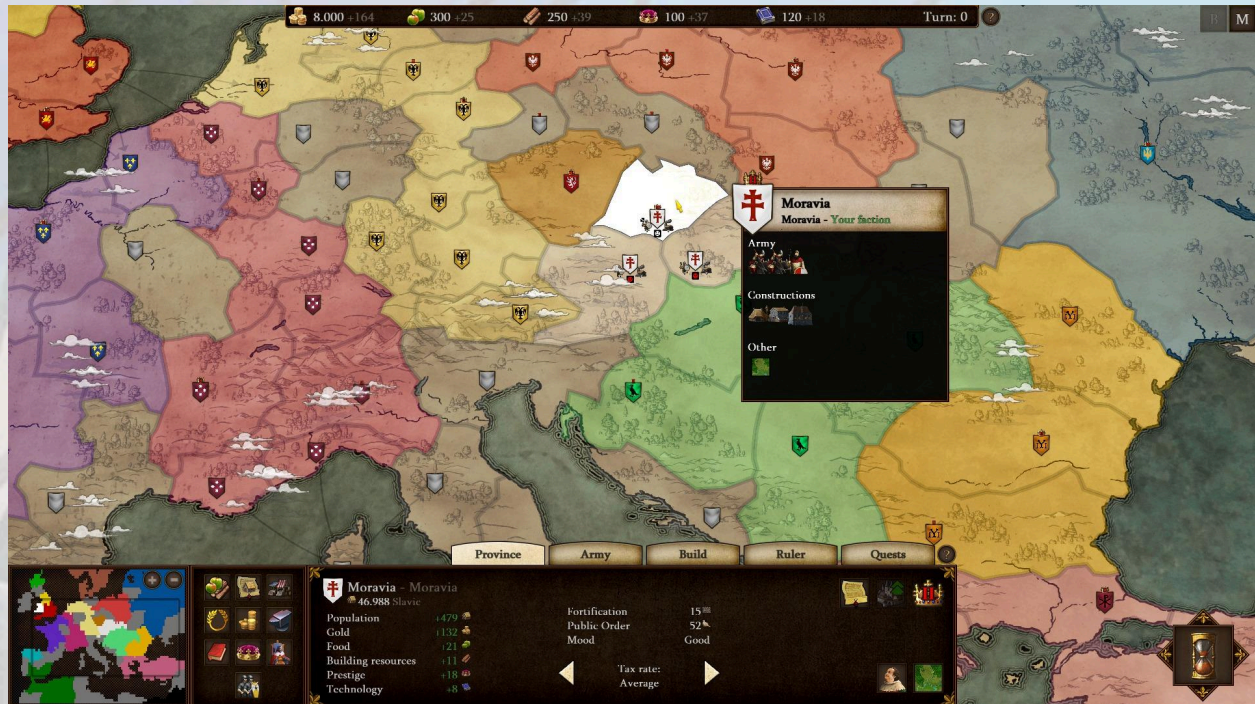 8.000 +164 300 +25 250 +39 100 +37 120 +18 Turn: 0 ?
B M
Moravia
Moravia - Your faction
Army
Constructions
Other
Province Army Build Ruler Quests ?
Moravia - Moravia
46.988 Slavic
Population +479
Gold +132
Food +21
Building resources +11
Prestige +18
Technology +8
Fortification 15
Public Order 52
Mood Good
Tax rate:
Average